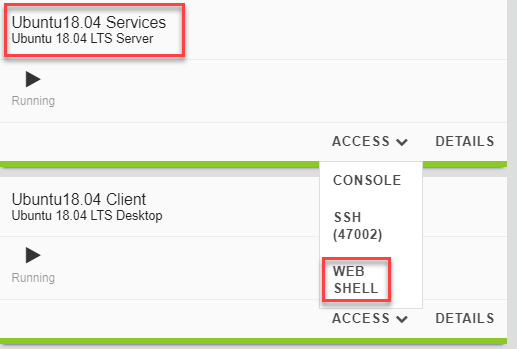 Ubuntu18.04 Services
Ubuntu 18.04 LTS Server
Running
ACCESS DETAILS
CONSOLE
SSH
(47002)
WEB
SHELL
Ubuntu18.04 Client
Ubuntu 18.04 LTS Desktop
Running
ACCESS DETAILS